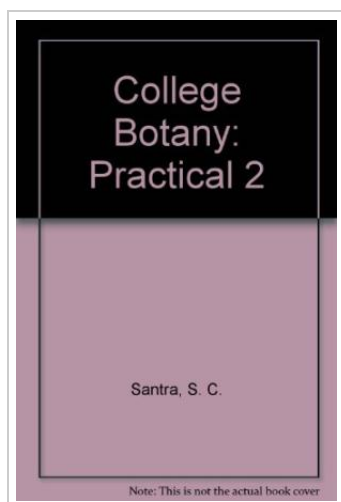 College
Botany:
Practical 2
Santra, S. C.
Note: This is not the actual book cover